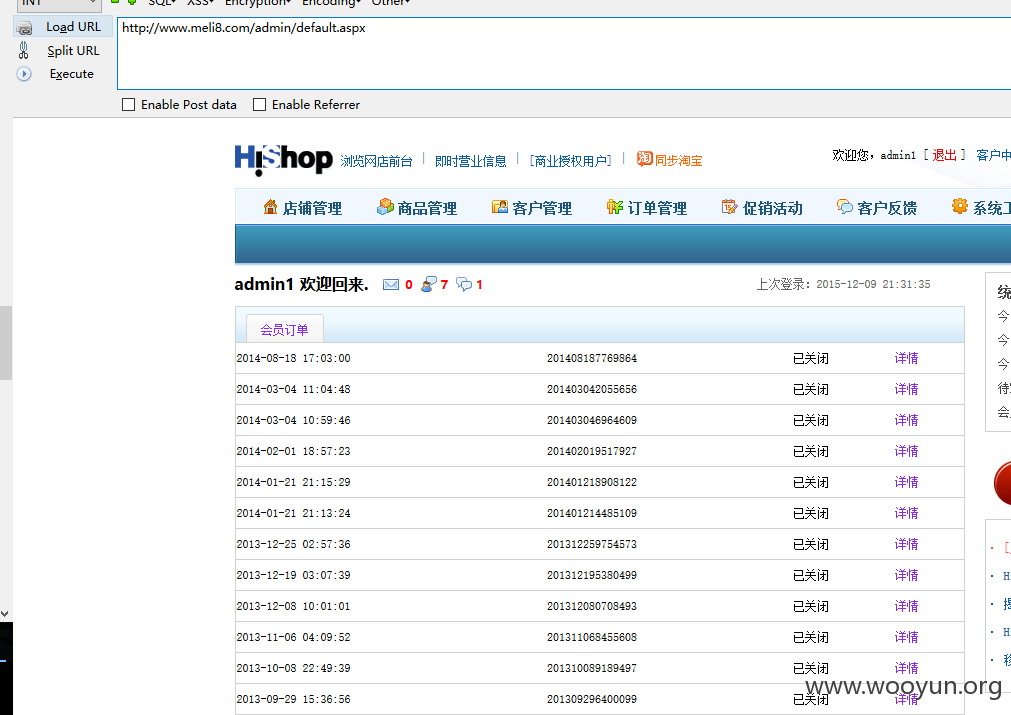 INT SQL▾ XSS▾ Encryption▾ Encoding▾ Other▾
Load URL
http://www.meli8.com/admin/default.aspx
Split URL
Execute
Enable Post data Enable Referrer
HiShop 浏览网店前台 即时营业信息 [商业授权用户] 淘 同步淘宝 欢迎您，admin1 [ 退出 ] 客户中
店铺管理 商品管理 客户管理 订单管理 促销活动 客户反馈 系统工
admin1 欢迎回来. 0 7 1 上次登录：2015-12-09 21:31:35
统
今
今
今
待
会
会员订单
2014-08-18 17:03:00 201408187769864 已关闭 详情
2014-03-04 11:04:48 201403042055656 已关闭 详情
2014-03-04 10:59:46 201403046964609 已关闭 详情
2014-02-01 18:57:23 201402019517927 已关闭 详情
2014-01-21 21:15:29 201401218908122 已关闭 详情
2014-01-21 21:13:24 201401214485109 已关闭 详情
2013-12-25 02:57:36 201312259754573 已关闭 详情
2013-12-19 03:07:39 201312195380499 已关闭 详情
2013-12-08 10:01:01 201312080708493 已关闭 详情
2013-11-06 04:09:52 201311068455608 已关闭 详情
2013-10-08 22:49:39 201310089189497 已关闭 详情
2013-09-29 15:36:56 201309296400099 已关闭 详情
· [
· H
· H
· 移
www.wooyun.org